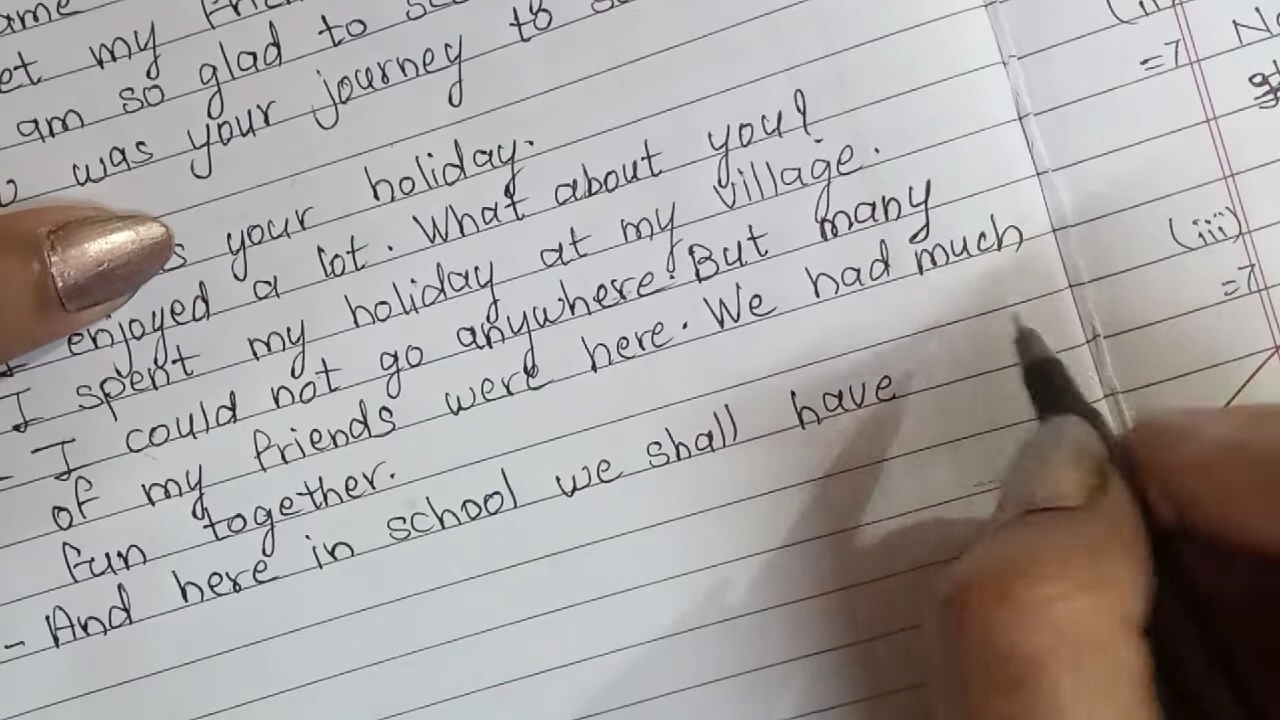 ame
et my
am so glad to
was your journey to
s your holiday.
I enjoyed a lot. What about you?
I spent my holiday at my village.
- I could not go anywhere. But many
of my friends were here. We had much
fun together.
- And here in school we shall have
=7
(iii)
=7